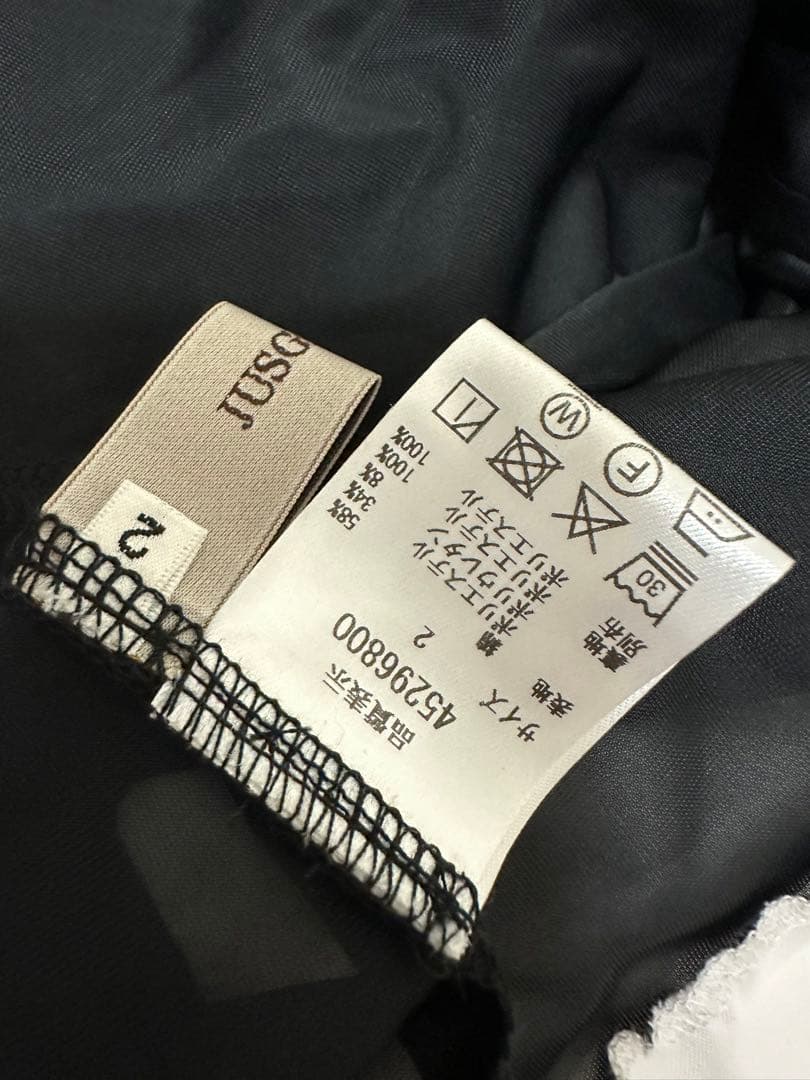 JUSG
2
品質表示
45296800
サイズ 2
表地 綿 58%
ポリエステル 34%
ポリウレタン 8%
裏地 ポリエステル 100%
別布 ポリエステル 100%
30
F
W